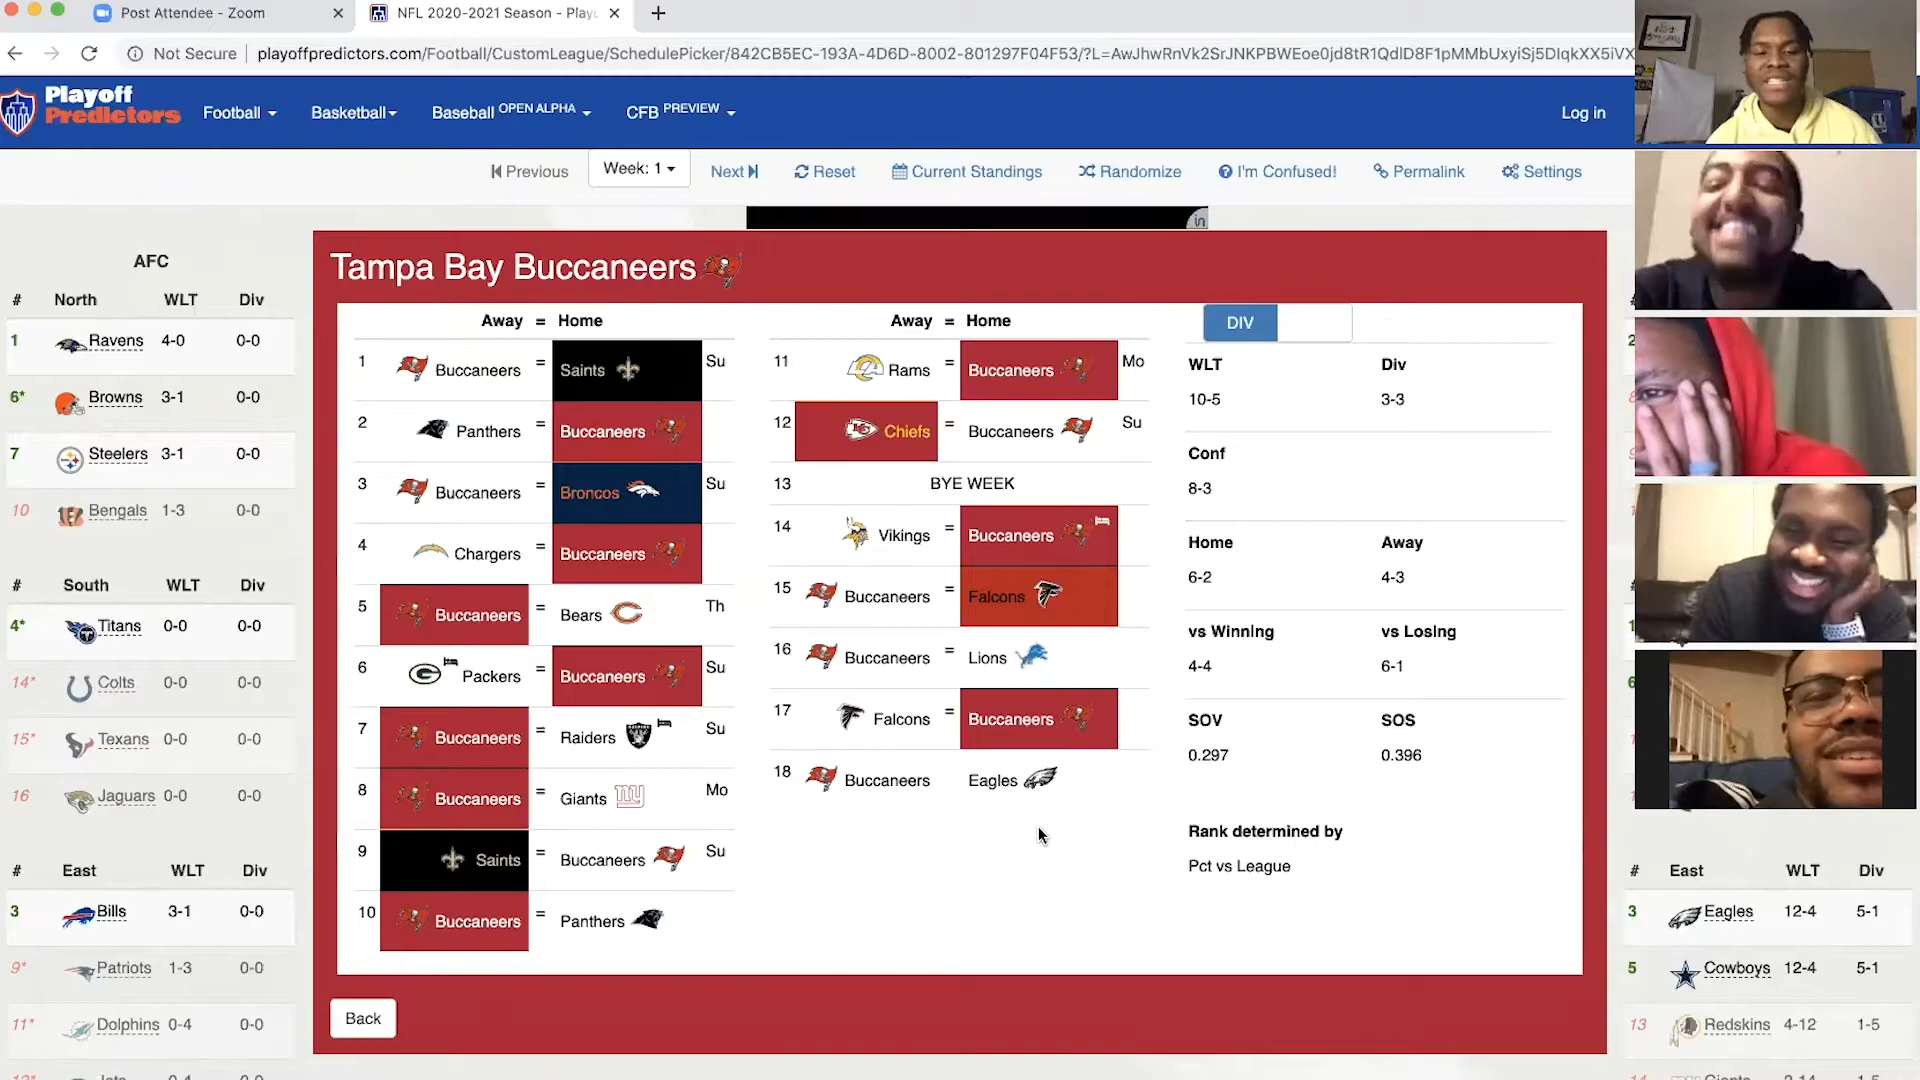 Post Attendee - Zoom
NFL 2020-2021 Season - Play
Not Secure
playoffpredictors.com/Football/CustomLeague/SchedulePicker/842CB5EC-193A-4D6D-8002-801297F04F53/?L=
Playoff Predictors
Football Basketball Baseball OPEN ALPHA CFB PREVIEW Log in
Previous Week: 1 Next Reset Current Standings Randomize I'm Confused! Permalink Settings
in
AFC
# North WLT Div
1 Ravens 4-0 0-0
6* Browns 3-1 0-0
7 Steelers 3-1 0-0
10 Bengals 1-3 0-0
# South WLT Div
4* Titans 0-0 0-0
14* Colts 0-0 0-0
15* Texans 0-0 0-0
16 Jaguars 0-0 0-0
# East WLT Div
3 Bills 3-1 0-0
9* Patriots 1-3 0-0
11* Dolphins 0-4 0-0
Tampa Bay Buccaneers
Away = Home
1 Buccaneers = Saints Su
2 Panthers = Buccaneers
3 Buccaneers = Broncos Su
4 Chargers = Buccaneers
5 Buccaneers = Bears Th
6 Packers = Buccaneers Su
7 Buccaneers = Raiders Su
8 Buccaneers = Giants Mo
9 Saints = Buccaneers Su
10 Buccaneers = Panthers
Away = Home
11 Rams = Buccaneers Mo
12 Chiefs = Buccaneers Su
13 BYE WEEK
14 Vikings = Buccaneers
15 Buccaneers = Falcons
16 Buccaneers = Lions
17 Falcons = Buccaneers
18 Buccaneers Eagles
DIV
WLT Div
10-5 3-3
Conf
8-3
Home Away
6-2 4-3
vs Winning vs Losing
4-4 6-1
SOV SOS
0.297 0.396
Rank determined by
Pct vs League
Back
# East WLT Div
3 Eagles 12-4 5-1
5 Cowboys 12-4 5-1
13 Redskins 4-12 1-5